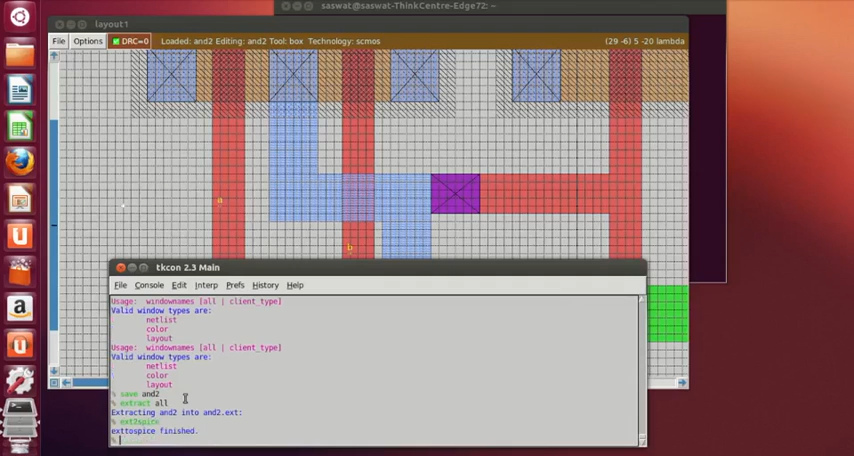 saswat@saswat-ThinkCentre-Edge72: ~
layout1
File Options DRC=0 Loaded: and2 Editing: and2 Tool: box Technology: scmos (29 -6) 5 -20 lambda
a
b
tkcon 2.3 Main
File Console Edit Interp Prefs History Help
Usage: windownames [all | client_type]
Valid window types are:
netlist
color
layout
Usage: windownames [all | client_type]
Valid window types are:
netlist
color
layout
% save and2
% extract all
Extracting and2 into and2.ext:
% ext2spice
exttospice finished.
%